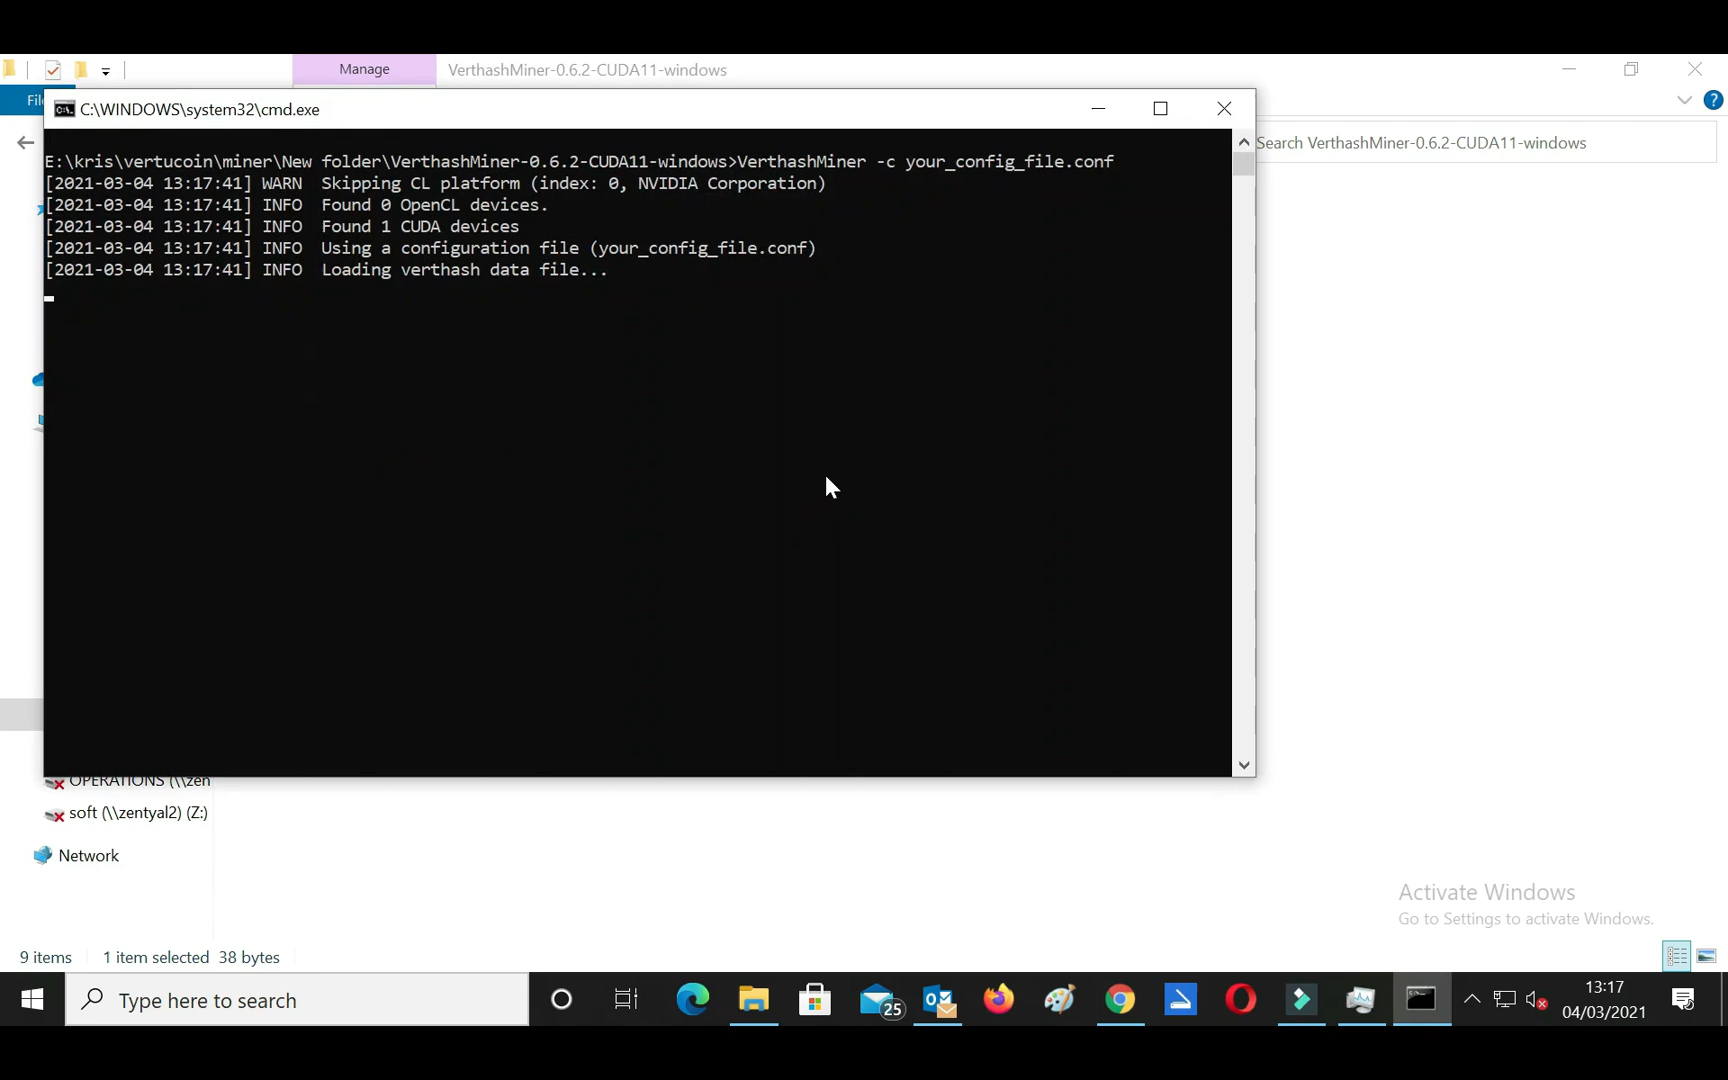 Manage
VerthashMiner-0.6.2-CUDA11-windows
C:\WINDOWS\system32\cmd.exe
Search VerthashMiner-0.6.2-CUDA11-windows
E:\kris\vertucoin\miner\New folder\VerthashMiner-0.6.2-CUDA11-windows>VerthashMiner -c your_config_file.conf
[2021-03-04 13:17:41] WARN  Skipping CL platform (index: 0, NVIDIA Corporation)
[2021-03-04 13:17:41] INFO  Found 0 OpenCL devices.
[2021-03-04 13:17:41] INFO  Found 1 CUDA devices
[2021-03-04 13:17:41] INFO  Using a configuration file (your_config_file.conf)
[2021-03-04 13:17:41] INFO  Loading verthash data file...
OPERATIONS (\\zen
soft (\\zentyal2) (Z:)
Network
Activate Windows
Go to Settings to activate Windows.
9 items 1 item selected 38 bytes
Type here to search
25
13:17
04/03/2021